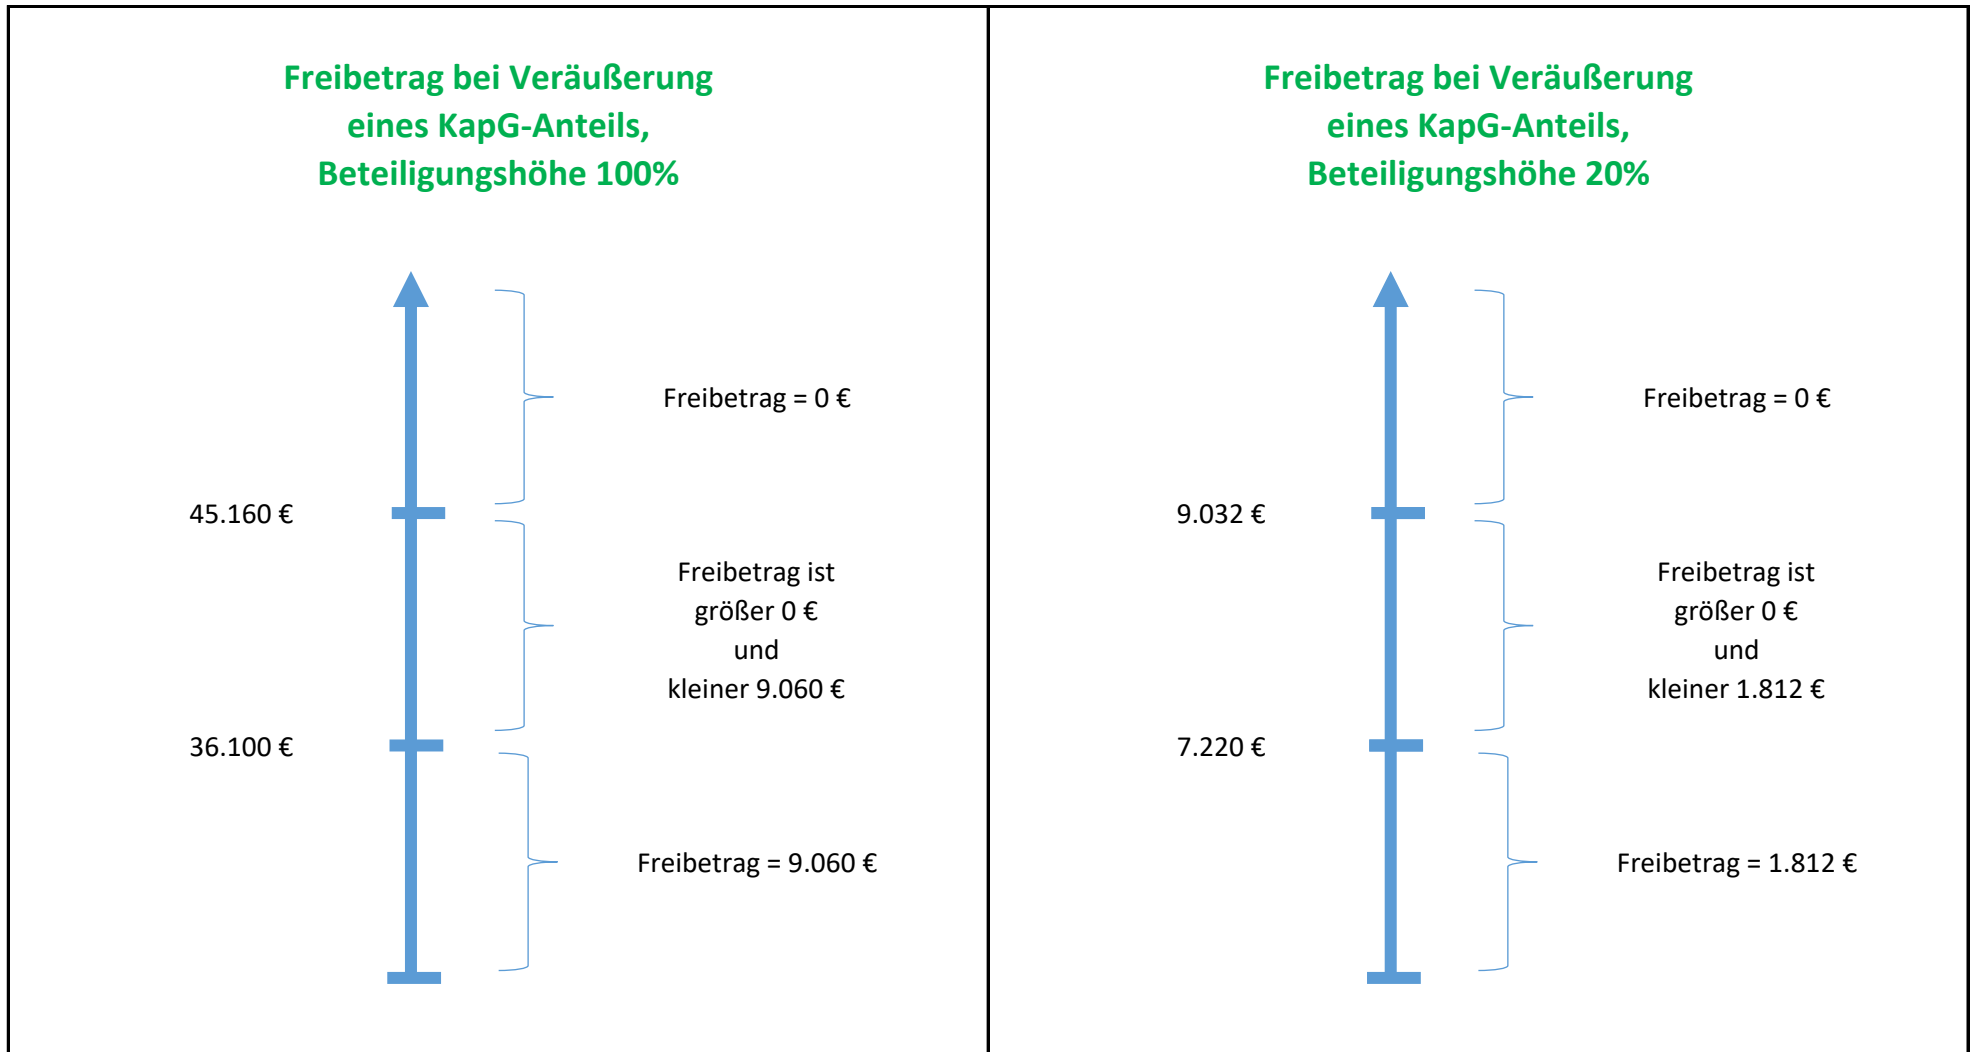 Freibetrag bei Veräußerung
eines KapG-Anteils,
Beteiligungshöhe 100%
Freibetrag = 0 €
45.160 €
Freibetrag ist
größer 0 €
und
kleiner 9.060 €
36.100 €
Freibetrag = 9.060 €
Freibetrag bei Veräußerung
eines KapG-Anteils,
Beteiligungshöhe 20%
Freibetrag = 0 €
9.032 €
Freibetrag ist
größer 0 €
und
kleiner 1.812 €
7.220 €
Freibetrag = 1.812 €